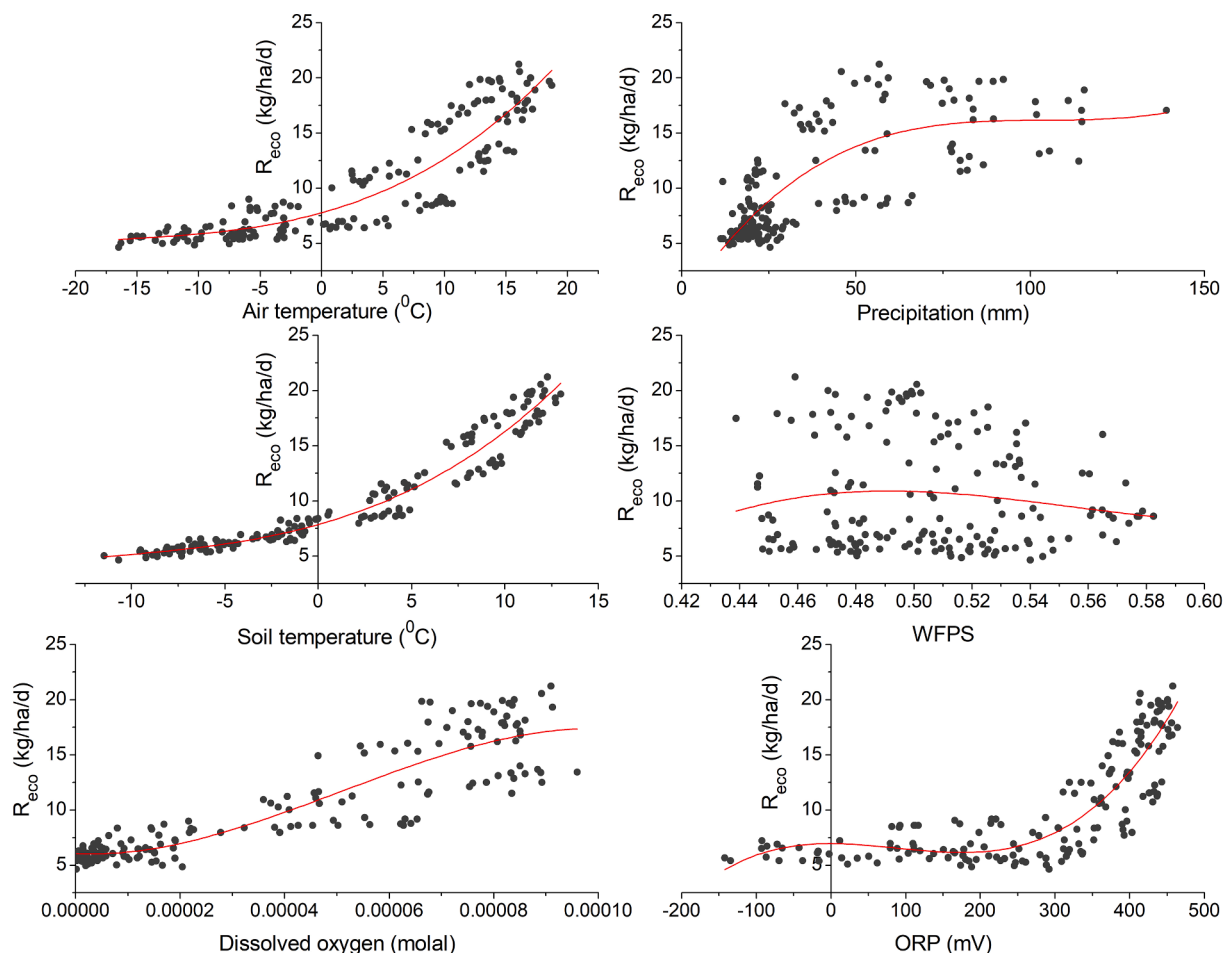 R_eco (kg/ha/d)
25
20
15
10
5
-20 -15 -10 -5 0 5 10 15 20
Air temperature (⁰C)
R_eco (kg/ha/d)
25
20
15
10
5
0 50 100 150
Precipitation (mm)
R_eco (kg/ha/d)
25
20
15
10
5
-10 -5 0 5 10 15
Soil temperature (⁰C)
R_eco (kg/ha/d)
25
20
15
10
5
0.42 0.44 0.46 0.48 0.50 0.52 0.54 0.56 0.58 0.60
WFPS
R_eco (kg/ha/d)
25
20
15
10
5
0.00000 0.00002 0.00004 0.00006 0.00008 0.00010
Dissolved oxygen (molal)
R_eco (kg/ha/d)
25
20
15
10
5
-200 -100 0 100 200 300 400 500
ORP (mV)